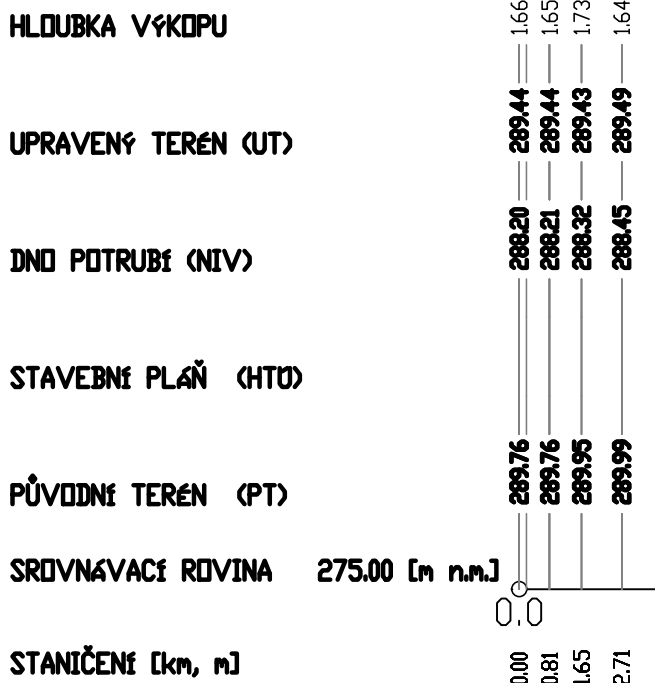 HLOUBKA VÝKOPU 1.66 1.65 1.73 1.64
UPRAVENÝ TERÉN (UT) 289.44 289.44 289.43 289.49
DNO POTRUBÍ (NIV) 288.20 288.21 288.32 288.45
STAVEBNÍ PLÁŇ (HTÚ)
PŮVODNÍ TERÉN (PT) 289.76 289.76 289.95 289.99
SROVNÁVACÍ ROVINA 275.00 [m n.m.]
0.0
STANIČENÍ [km, m] 0.00 0.81 1.65 2.71